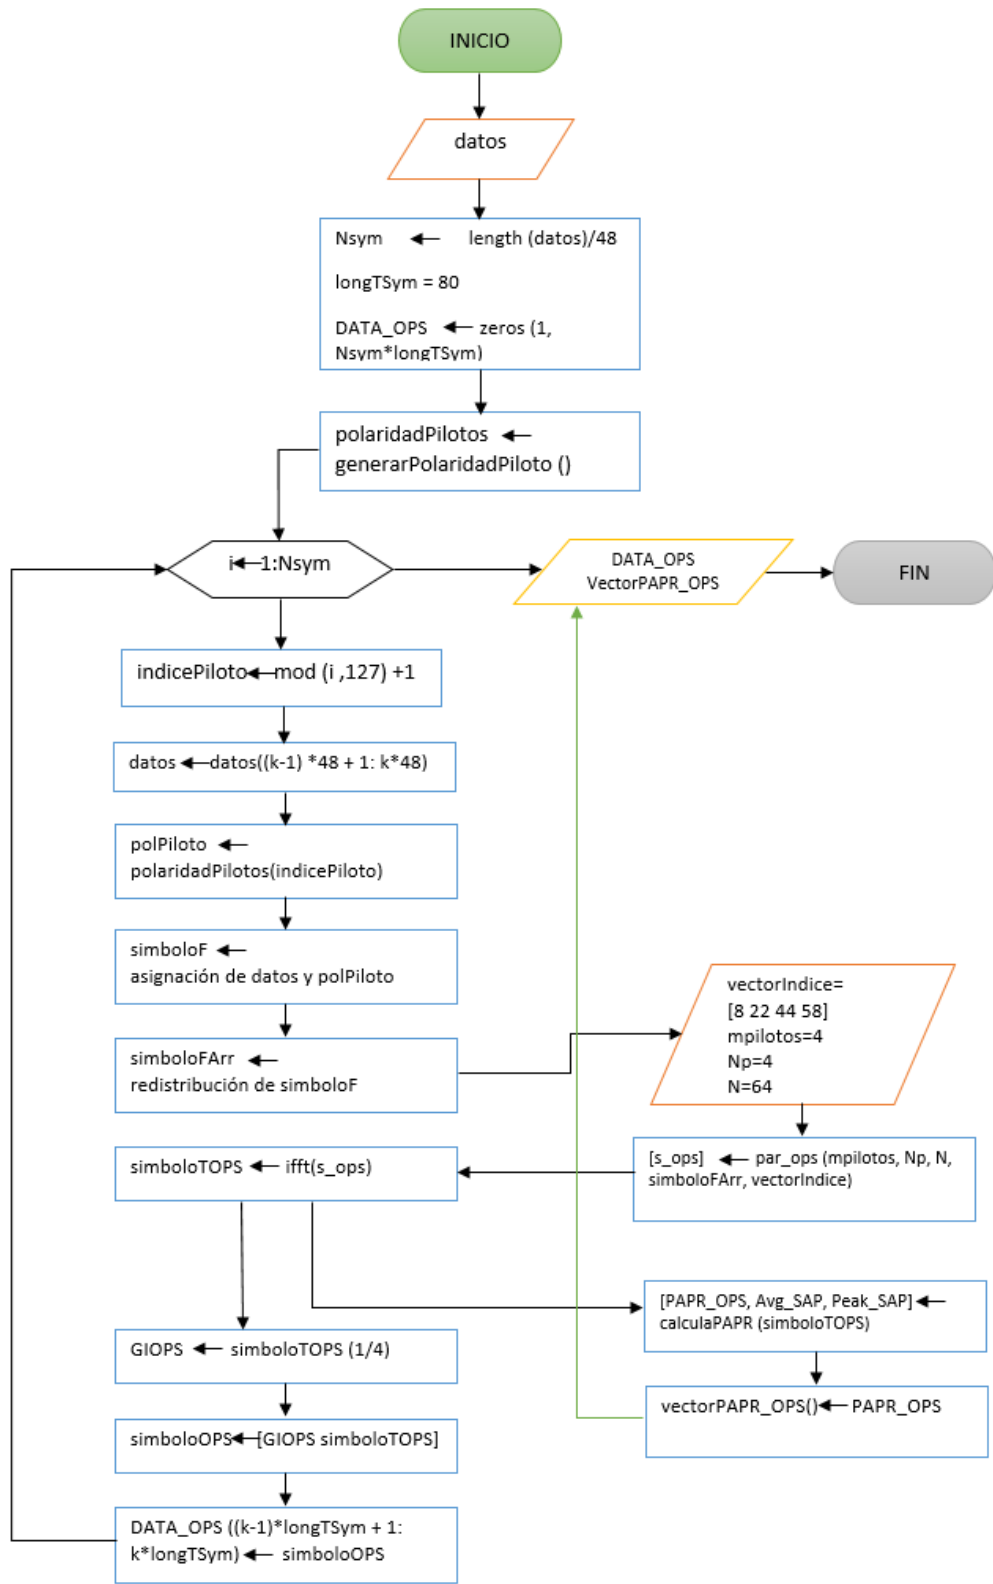 INICIO
datos
Nsym ← length (datos)/48
longTSym = 80
DATA_OPS ← zeros (1,
Nsym*longTSym)
polaridadPilotos ←
generarPolaridadPiloto ()
i←1:Nsym
DATA_OPS
VectorPAPR_OPS
FIN
indicePiloto←mod (i ,127) +1
datos ←datos((k-1) *48 + 1: k*48)
polPiloto ←
polaridadPilotos(indicePiloto)
simboloF ←
asignación de datos y polPiloto
simboloFArr ←
redistribución de simboloF
vectorIndice=
[8 22 44 58]
mpilotos=4
Np=4
N=64
[s_ops] ← par_ops (mpilotos, Np, N,
simboloFArr, vectorIndice)
simboloTOPS ← ifft(s_ops)
[PAPR_OPS, Avg_SAP, Peak_SAP] ←
calculaPAPR (simboloTOPS)
vectorPAPR_OPS()← PAPR_OPS
GIOPS ← simboloTOPS (1/4)
simboloOPS←[GIOPS simboloTOPS]
DATA_OPS ((k-1)*longTSym + 1:
k*longTSym) ← simboloOPS